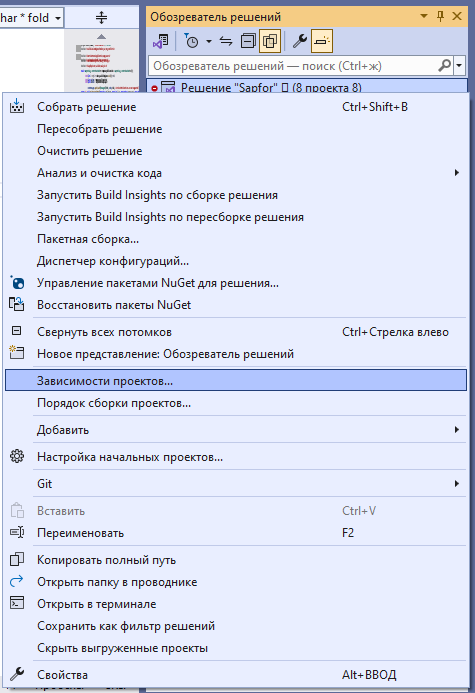 har * fold
Обозреватель решений
Обозреватель решений — поиск (Ctrl+ж)
Решение "Sapfor" (8 проекта 8)
Собрать решение Ctrl+Shift+B
Пересобрать решение
Очистить решение
Анализ и очистка кода
Запустить Build Insights по сборке решения
Запустить Build Insights по пересборке решения
Пакетная сборка...
Диспетчер конфигураций...
Управление пакетами NuGet для решения...
Восстановить пакеты NuGet
Свернуть всех потомков Ctrl+Стрелка влево
Новое представление: Обозреватель решений
Зависимости проектов...
Порядок сборки проектов...
Добавить
Настройка начальных проектов...
Git
Вставить Ctrl+V
Переименовать F2
Копировать полный путь
Открыть папку в проводнике
Открыть в терминале
Сохранить как фильтр решений
Скрыть выгруженные проекты
Свойства Alt+ВВОД